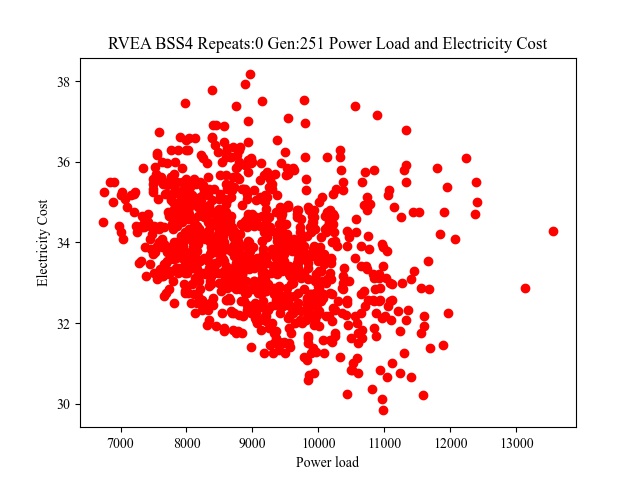 RVEA BSS4 Repeats:0 Gen:251 Power Load and Electricity Cost
Electricity Cost
38
36
34
32
30
7000 8000 9000 10000 11000 12000 13000
Power load